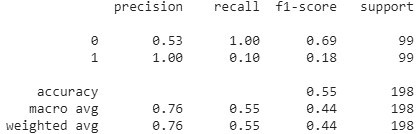 precision recall f1-score support
0 0.53 1.00 0.69 99
1 1.00 0.10 0.18 99
accuracy 0.55 198
macro avg 0.76 0.55 0.44 198
weighted avg 0.76 0.55 0.44 198